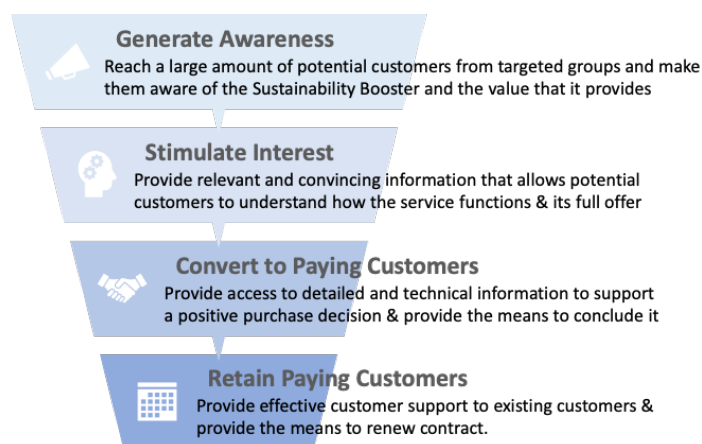 Generate Awareness
Reach a large amount of potential customers from targeted groups and make
them aware of the Sustainability Booster and the value that it provides
Stimulate Interest
Provide relevant and convincing information that allows potential
customers to understand how the service functions & its full offer
Convert to Paying Customers
Provide access to detailed and technical information to support
a positive purchase decision & provide the means to conclude it
Retain Paying Customers
Provide effective customer support to existing customers &
provide the means to renew contract.